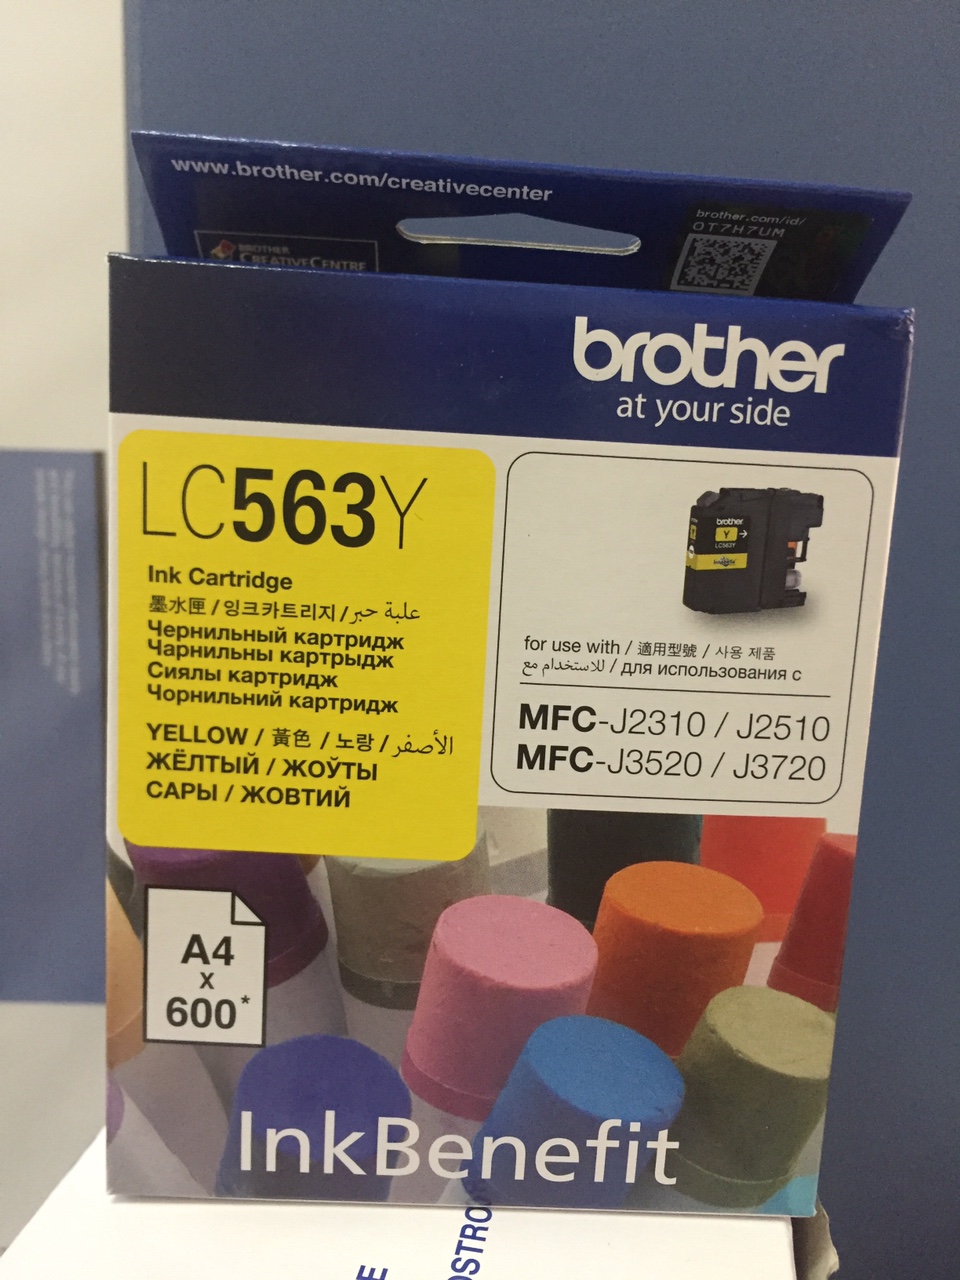 www.brother.com/creativecenter
brother.com/id/
OT7H7UM
BROTHER
CREATIVECENTRE
brother
at your side
LC563Y
Ink Cartridge
墨水匣 / 잉크카트리지 / علبة حبر
Чернильный картридж
Чарнильны картрыдж
Сиялы картридж
Чорнильний картридж
YELLOW / 黃色 / 노랑 / الأصفر
ЖЁЛТЫЙ / ЖОЎТЫ
САРЫ / ЖОВТИЙ
brother
Y
LC563Y
for use with / 適用型號 / 사용 제품
للاستخدام مع / для использования с
MFC-J2310 / J2510
MFC-J3520 / J3720
A4
x
600*
InkBenefit